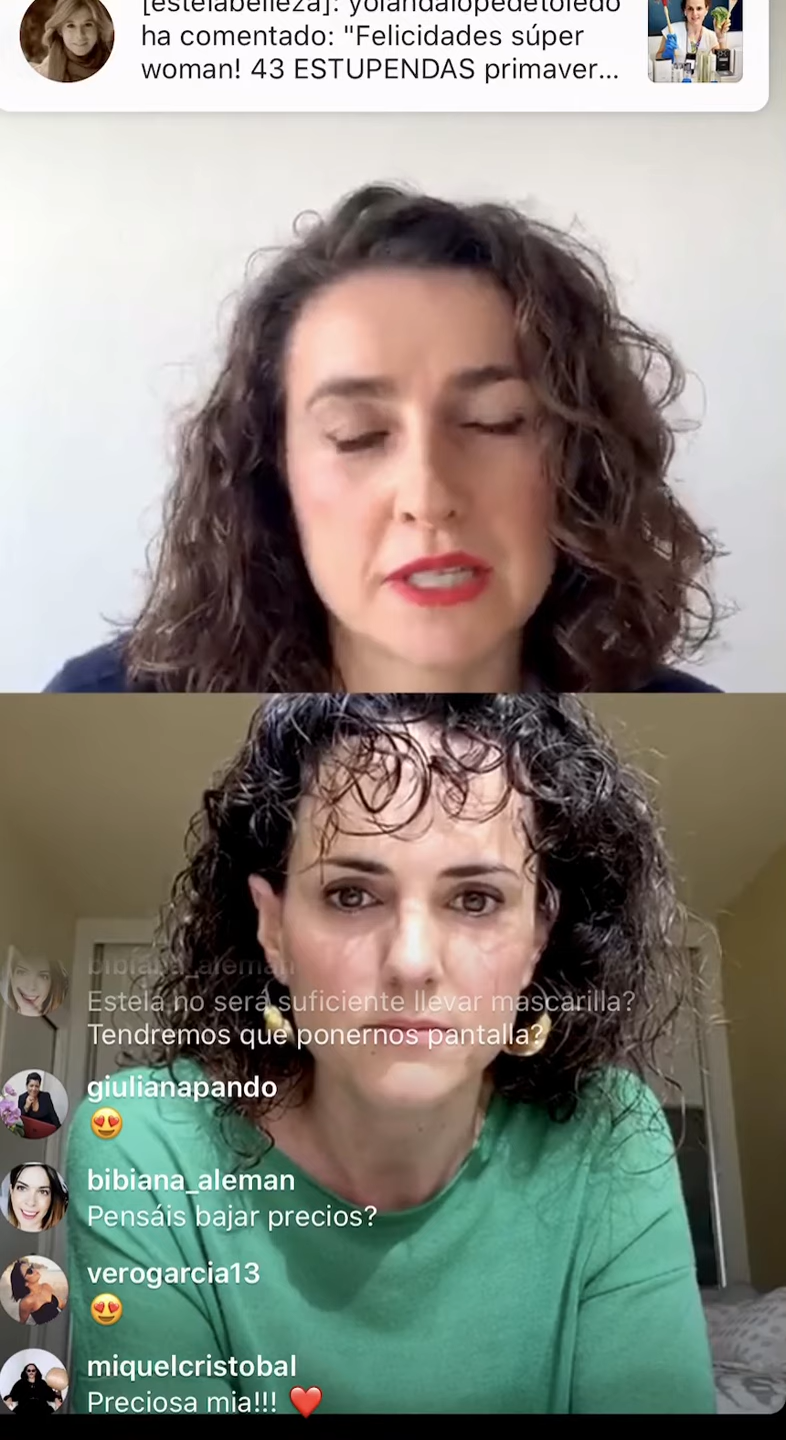 [estelabelleza]: yolandalopedetoledo
ha comentado: "Felicidades súper
woman! 43 ESTUPENDAS primaver...
bibiana_aleman
Estela no será suficiente llevar mascarilla?
Tendremos que ponernos pantalla?
giulianapando
😍
bibiana_aleman
Pensáis bajar precios?
verogarcia13
😍
miquelcristobal
Preciosa mia!!! ❤️